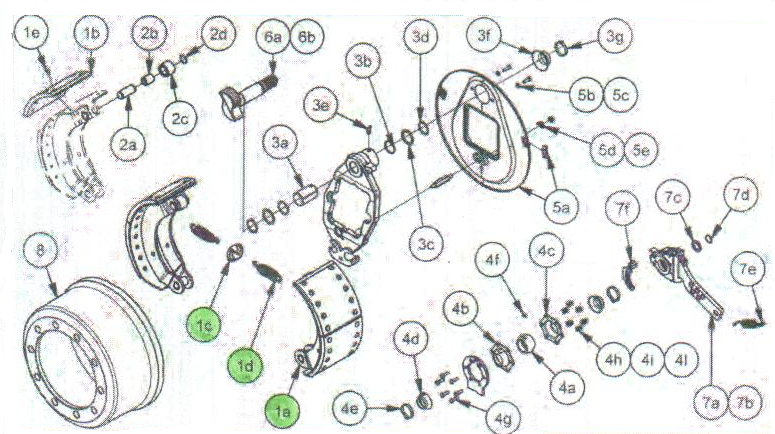 1e 1b 2b 2d 6a 6b 3d 3f 3g
3b
2a 2c 3e 5b 5c
3a 5d 5e
3c 5a
8 7f 7c 7d
4f 4c
1c 1d 4b 7e
4d
1a 4e 4g 4a 4h 4i 4l 7a 7b